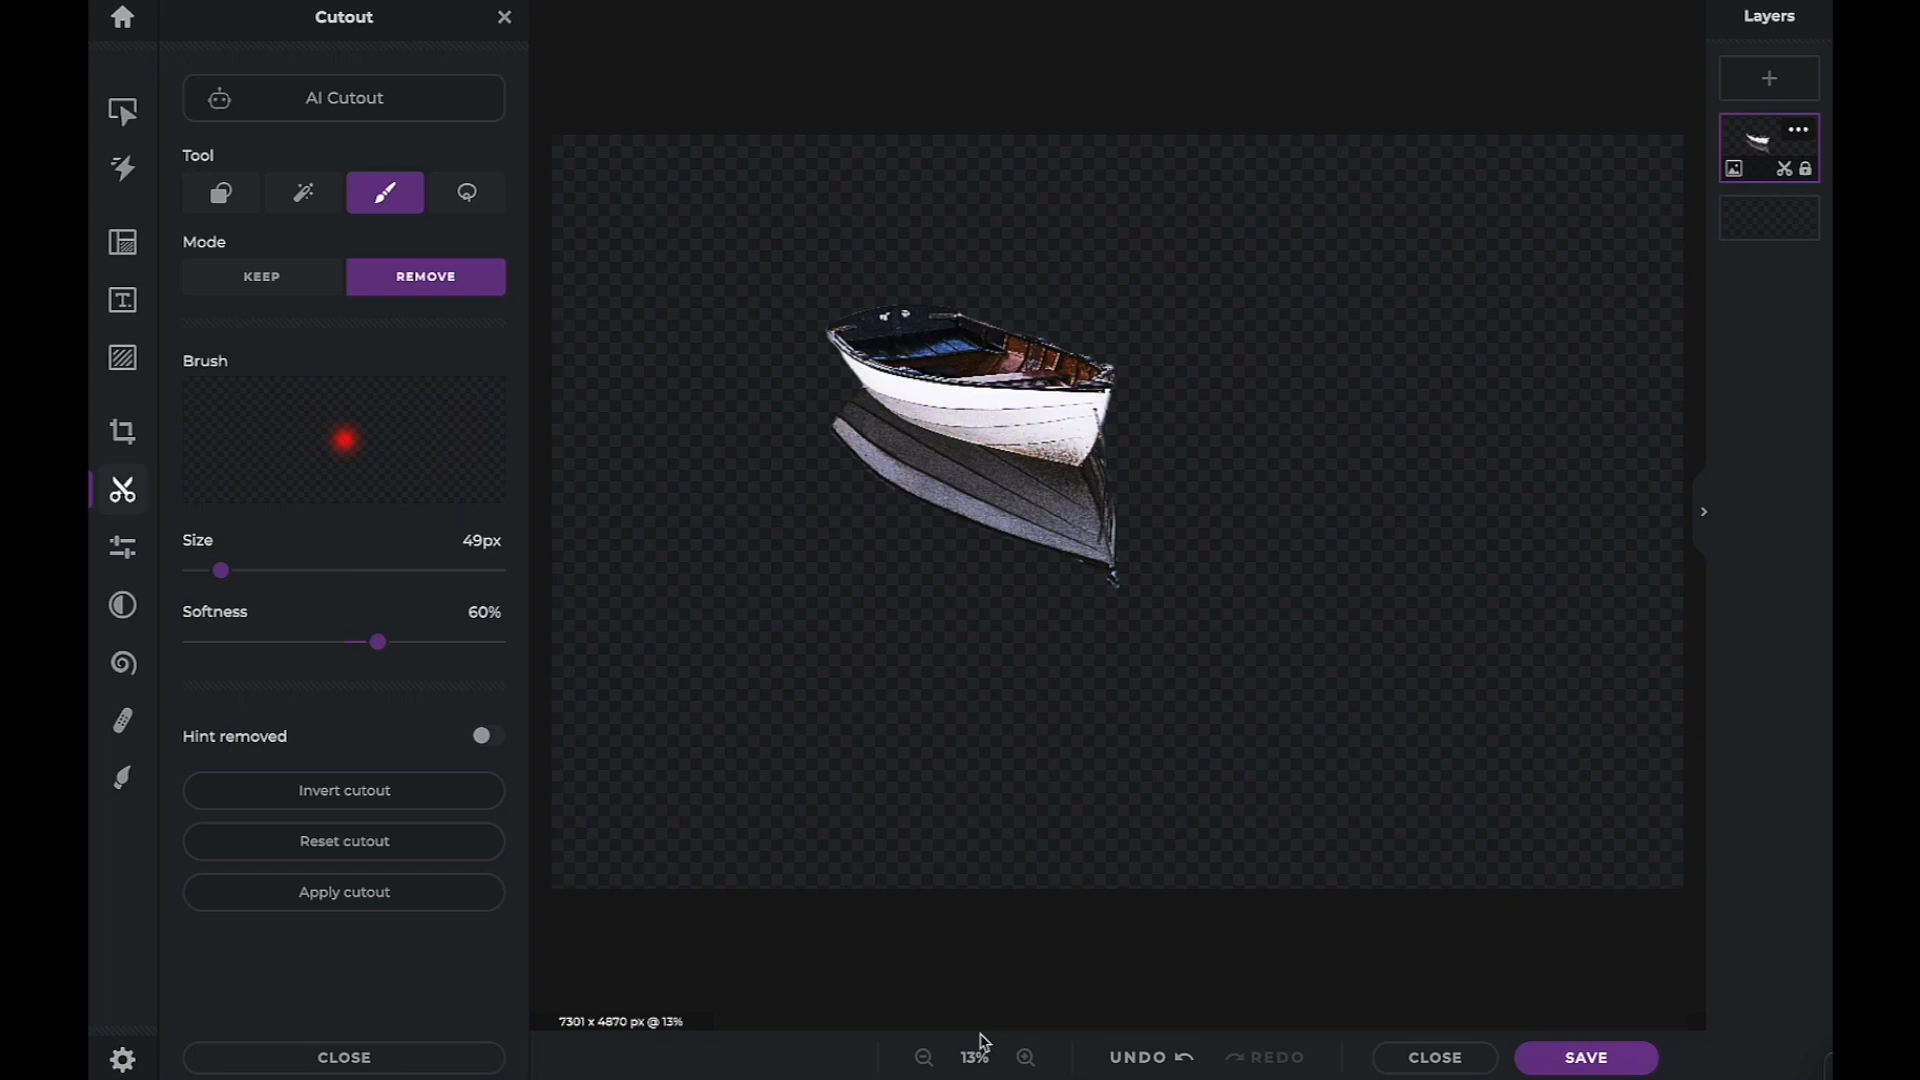 Cutout
Layers
AI Cutout
Tool
Mode
KEEP
REMOVE
Brush
Size
49px
Softness
60%
Hint removed
Invert cutout
Reset cutout
Apply cutout
7301 x 4870 px @ 13%
CLOSE
13%
UNDO
REDO
CLOSE
SAVE